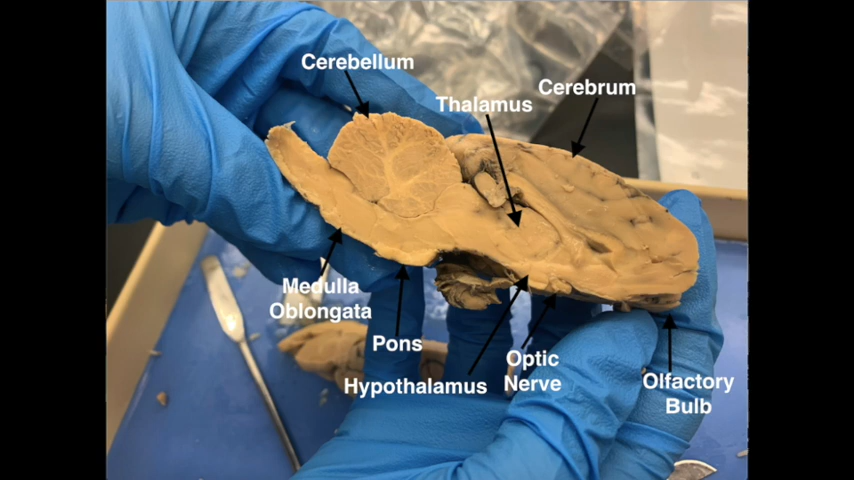 Cerebellum
Cerebrum
Thalamus
Medulla
Oblongata
Pons
Hypothalamus
Optic
Nerve
Olfactory
Bulb